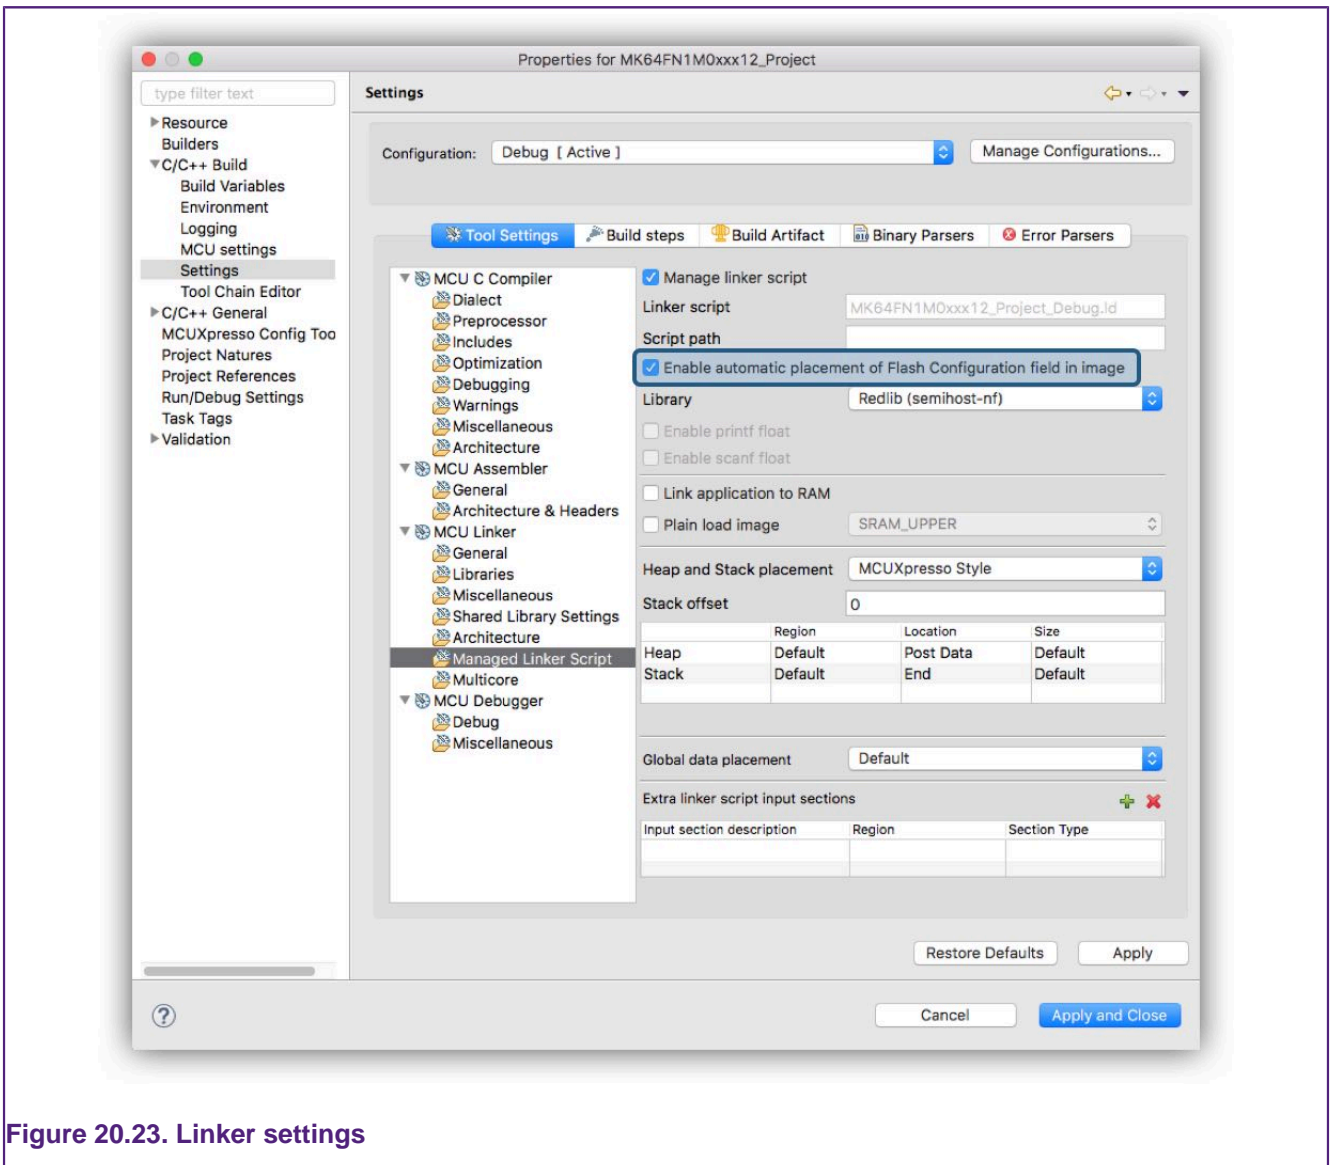 Properties for MK64FN1M0xxx12_Project
type filter text
Resource
Builders
C/C++ Build
Build Variables
Environment
Logging
MCU settings
Settings
Tool Chain Editor
C/C++ General
MCUXpresso Config Too
Project Natures
Project References
Run/Debug Settings
Task Tags
Validation
Settings
Configuration: Debug [ Active ] Manage Configurations...
Tool Settings Build steps Build Artifact Binary Parsers Error Parsers
MCU C Compiler
Dialect
Preprocessor
Includes
Optimization
Debugging
Warnings
Miscellaneous
Architecture
MCU Assembler
General
Architecture & Headers
MCU Linker
General
Libraries
Miscellaneous
Shared Library Settings
Architecture
Managed Linker Script
Multicore
MCU Debugger
Debug
Miscellaneous
Manage linker script
Linker script MK64FN1M0xxx12_Project_Debug.ld
Script path
Enable automatic placement of Flash Configuration field in image
Library Redlib (semihost-nf)
Enable printf float
Enable scanf float
Link application to RAM
Plain load image SRAM_UPPER
Heap and Stack placement MCUXpresso Style
Stack offset 0
Region Location Size
Heap Default Post Data Default
Stack Default End Default
Global data placement Default
Extra linker script input sections
Input section description Region Section Type
Restore Defaults Apply
? Cancel Apply and Close
Figure 20.23. Linker settings